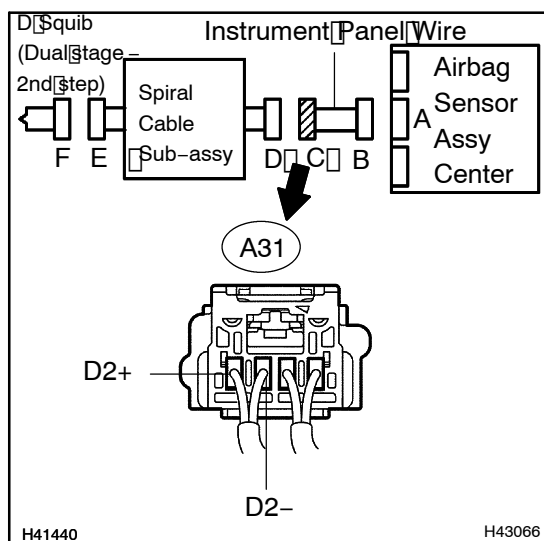 D Squib
(Dual stage −
2nd step)
Instrument Panel Wire
Spiral
Cable
Sub−assy
Airbag
Sensor
Assy
Center
A
F
E
D
C
B
A31
D2+
D2−
H41440
H43066